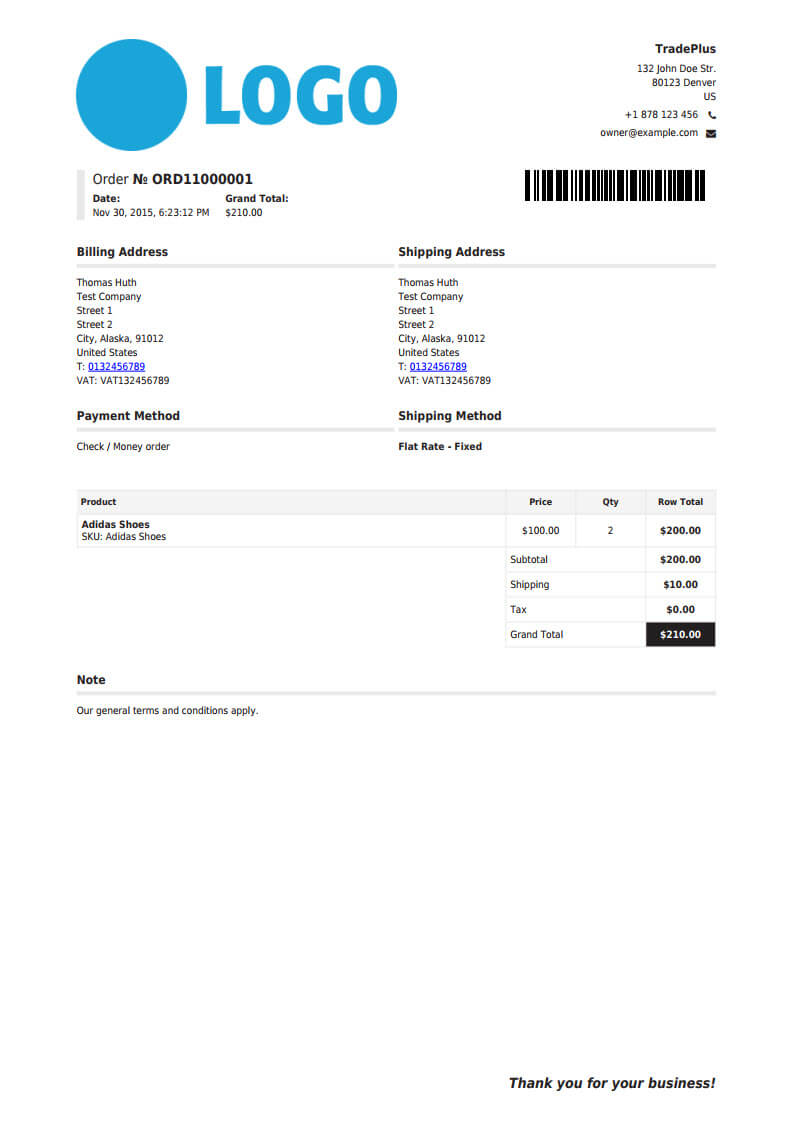 LOGO
TradePlus
132 John Doe Str.
80123 Denver
US
+1 878 123 456
owner@example.com
Order № ORD11000001
Date: Grand Total:
Nov 30, 2015, 6:23:12 PM $210.00
Billing Address Shipping Address
Thomas Huth Thomas Huth
Test Company Test Company
Street 1 Street 1
Street 2 Street 2
City, Alaska, 91012 City, Alaska, 91012
United States United States
T: 0132456789 T: 0132456789
VAT: VAT132456789 VAT: VAT132456789
Payment Method Shipping Method
Check / Money order Flat Rate - Fixed
Product Price Qty Row Total
Adidas Shoes
SKU: Adidas Shoes $100.00 2 $200.00
Subtotal $200.00
Shipping $10.00
Tax $0.00
Grand Total $210.00
Note
Our general terms and conditions apply.
Thank you for your business!